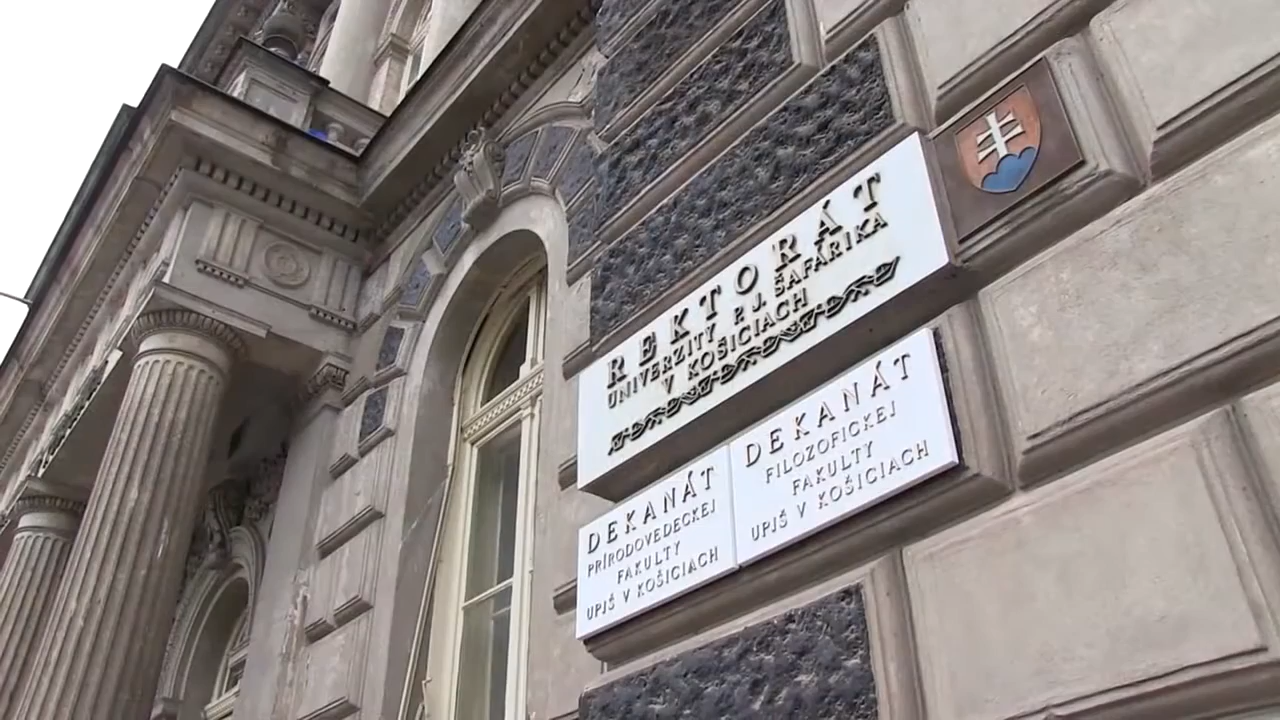 REKTORÁT
UNIVERZITY P. J. ŠAFÁRIKA
V KOŠICIACH
DEKANÁT
PRÍRODOVEDECKEJ
FAKULTY
UPJŠ V KOŠICIACH
DEKANÁT
FILOZOFICKEJ
FAKULTY
UPJŠ V KOŠICIACH